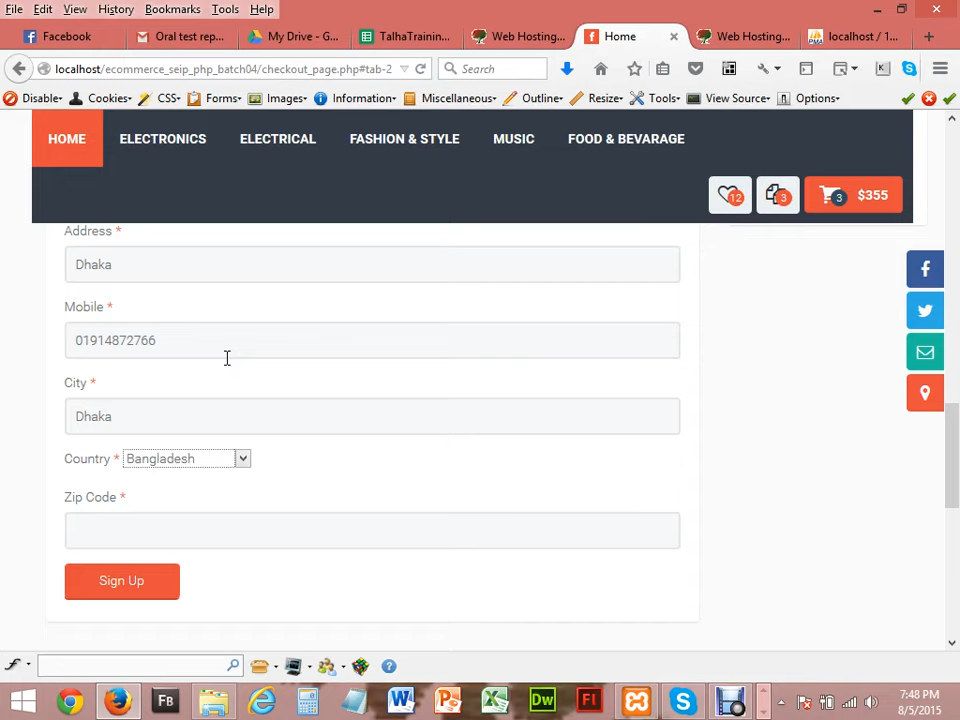 File Edit View History Bookmarks Tools Help
Facebook Oral test rep... My Drive - G... TalhaTrainin... Web Hosting... Home Web Hosting... localhost / 1...
localhost/ecommerce_seip_php_batch04/checkout_page.php#tab-2 Search
Disable Cookies CSS Forms Images Information Miscellaneous Outline Resize Tools View Source Options
HOME ELECTRONICS ELECTRICAL FASHION & STYLE MUSIC FOOD & BEVARAGE
12 3 3 $355
Address *
Dhaka
Mobile *
01914872766
City *
Dhaka
Country * Bangladesh
Zip Code *
Sign Up
7:48 PM
8/5/2015